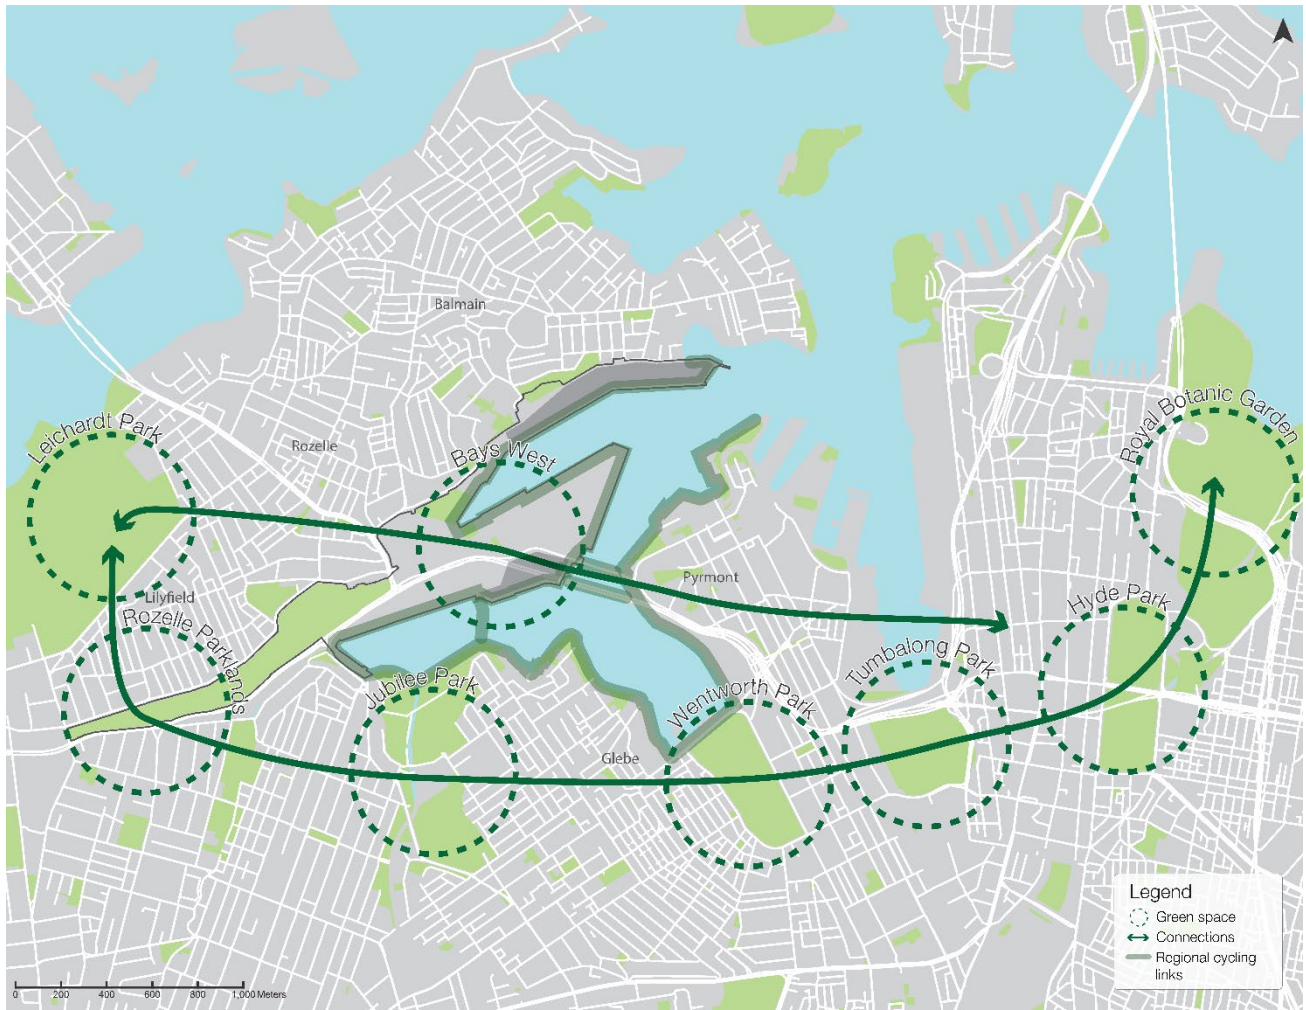 Balmain
Royal Botanic Garden
Leichardt Park
Rozelle
Bays West
Pyrmont
Lilyfield
Hyde Park
Rozelle Parklands
Tumbalong Park
Jubilee Park
Wentworth Park
Glebe
Legend
Green space
Connections
Regional cycling
links
0 200 400 600 800 1,000 Meters